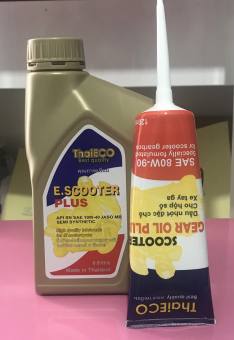 ThaiECO
Best quality
E.SCOOTER
PLUS
API SN SAE 10W-40 JASO MB
SEMI SYNTHETIC
Made in Thailand
120
for scooter gearbox
Specially formulated
SAE 80W-90
Xe tay ga
Cho hộp số
Dầu nhớt đặc chế
GEAR OIL PLUS
SCOOTER
ThaiECO